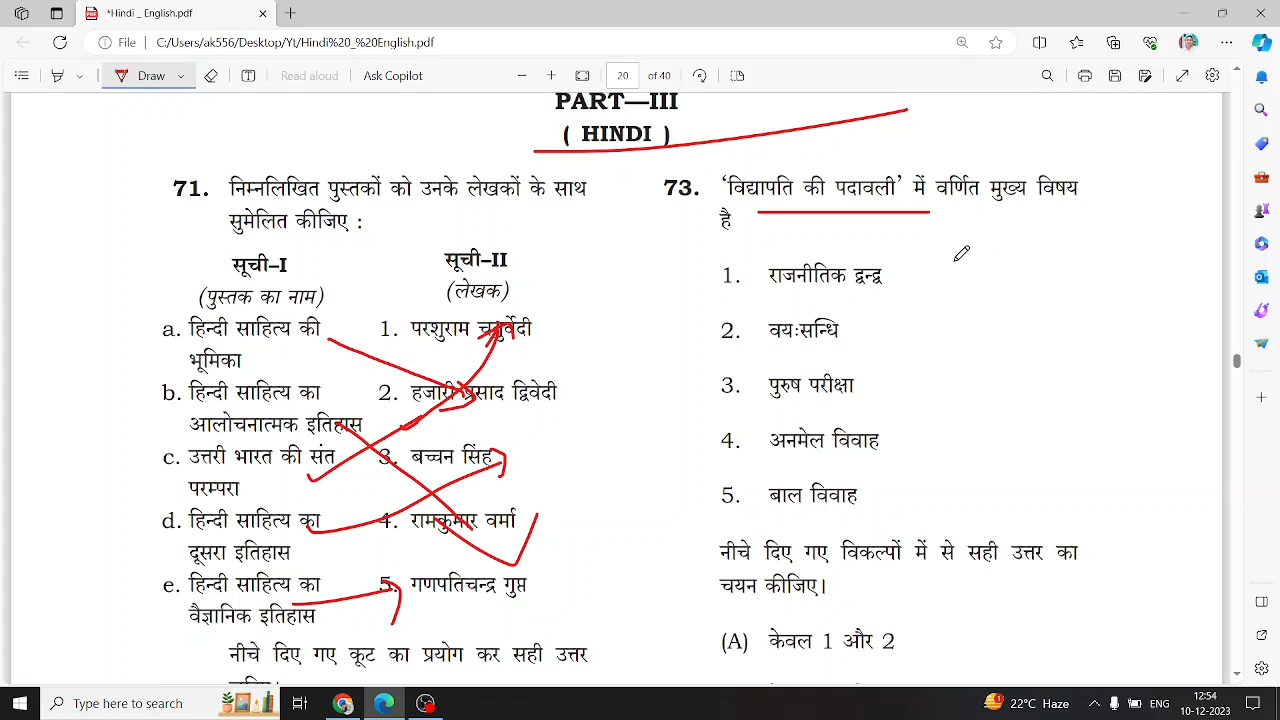 *Hindi _ English.pdf
File
C:/Users/ak556/Desktop/Yt/Hindi%20_%20English.pdf
Draw
Read aloud
Ask Copilot
20
of 40
PART—III
( HINDI )
71. निम्नलिखित पुस्तकों को उनके लेखकों के साथ
सुमेलित कीजिए :
सूची–I
सूची–II
(पुस्तक का नाम)
(लेखक)
a. हिन्दी साहित्य की
भूमिका
1. परशुराम चतुर्वेदी
b. हिन्दी साहित्य का
आलोचनात्मक इतिहास
2. हजारी प्रसाद द्विवेदी
c. उत्तरी भारत की संत
परम्परा
3. बच्चन सिंह
d. हिन्दी साहित्य का
दूसरा इतिहास
4. रामकुमार वर्मा
e. हिन्दी साहित्य का
वैज्ञानिक इतिहास
5. गणपतिचन्द्र गुप्त
नीचे दिए गए कूट का प्रयोग कर सही उत्तर
73. ‘विद्यापति की पदावली’ में वर्णित मुख्य विषय
है
1. राजनीतिक द्वन्द्व
2. वयःसन्धि
3. पुरुष परीक्षा
4. अनमेल विवाह
5. बाल विवाह
नीचे दिए गए विकल्पों में से सही उत्तर का
चयन कीजिए।
(A) केवल 1 और 2
Type here to search
22°C Haze
ENG
12:54
10-12-2023